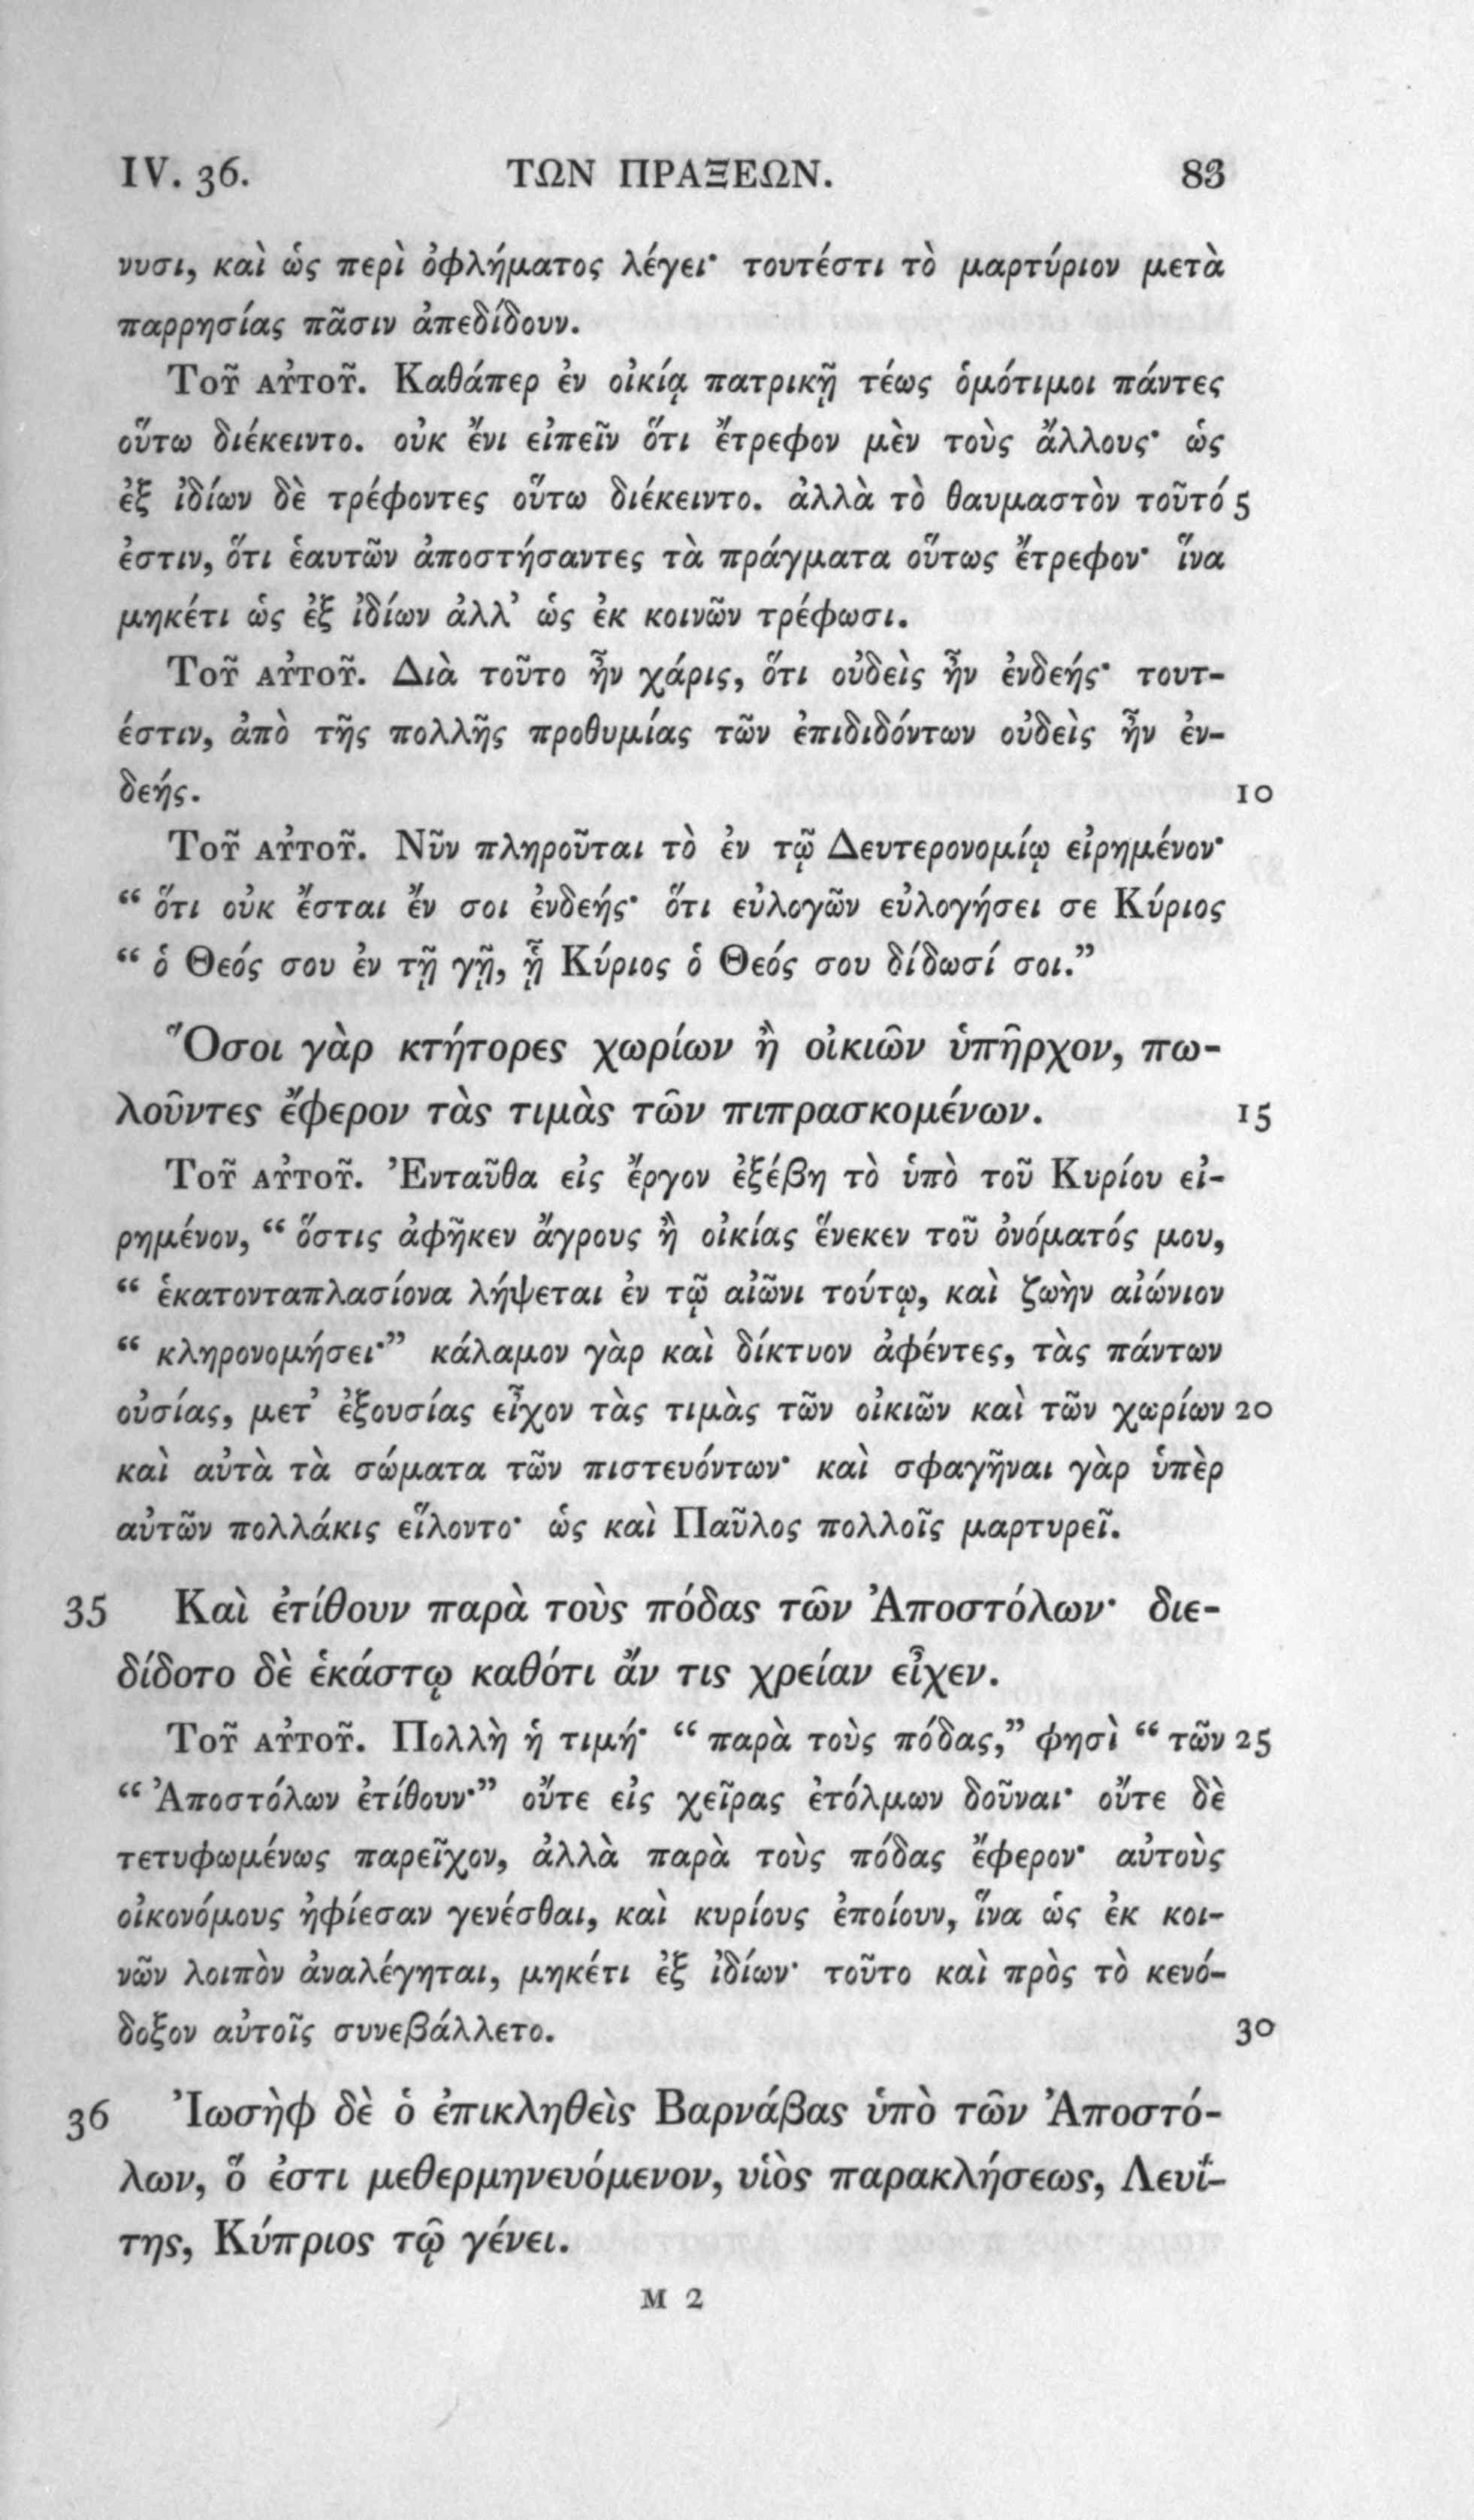 IV. 36. ΤΩΝ ΠΡΑΞΕΩΝ. 83
νυσι, καὶ ὡς περὶ ὀφλήματος λέγει· τουτέστι τὸ μαρτύριον μετὰ
παρρησίας πᾶσιν ἀπεδίδουν.
Τοῦ αὐτοῦ. Καθάπερ ἐν οἰκίᾳ πατρικῇ τέως ὁμότιμοι πάντες
οὕτω διέκειντο. οὐκ ἔνι εἰπεῖν ὅτι ἔτρεφον μὲν τοὺς ἄλλους· ὡς
ἐξ ἰδίων δὲ τρέφοντες οὕτω διέκειντο. ἀλλὰ τὸ θαυμαστὸν τοῦτό 5
ἐστιν, ὅτι ἑαυτῶν ἀποστήσαντες τὰ πράγματα οὕτως ἔτρεφον· ἵνα
μηκέτι ὡς ἐξ ἰδίων ἀλλ’ ὡς ἐκ κοινῶν τρέφωσι.
Τοῦ αὐτοῦ. Διὰ τοῦτο ἦν χάρις, ὅτι οὐδεὶς ἦν ἐνδεής· τουτ-
έστιν, ἀπὸ τῆς πολλῆς προθυμίας τῶν ἐπιδιδόντων οὐδεὶς ἦν ἐν-
δεής. 10
Τοῦ αὐτοῦ. Νῦν πληροῦται τὸ ἐν τῷ Δευτερονομίῳ εἰρημένον·
“ ὅτι οὐκ ἔσται ἔν σοι ἐνδεής· ὅτι εὐλογῶν εὐλογήσει σε Κύριος
“ ὁ Θεός σου ἐν τῇ γῇ, ᾗ Κύριος ὁ Θεός σου δίδωσί σοι.”
Ὅσοι γὰρ κτήτορες χωρίων ἢ οἰκιῶν ὑπῆρχον, πω-
λοῦντες ἔφερον τὰς τιμὰς τῶν πιπρασκομένων. 15
Τοῦ αὐτοῦ. Ἐνταῦθα εἰς ἔργον ἐξέβη τὸ ὑπὸ τοῦ Κυρίου εἰ-
ρημένον, “ ὅστις ἀφῆκεν ἄγρους ἢ οἰκίας ἕνεκεν τοῦ ὀνόματός μου,
“ ἑκατονταπλασίονα λήψεται ἐν τῷ αἰῶνι τούτῳ, καὶ ζωὴν αἰώνιον
“ κληρονομήσει·” κάλαμον γὰρ καὶ δίκτυον ἀφέντες, τὰς πάντων
οὐσίας, μετ’ ἐξουσίας εἶχον τὰς τιμὰς τῶν οἰκιῶν καὶ τῶν χωρίων 20
καὶ αὐτὰ τὰ σώματα τῶν πιστευόντων· καὶ σφαγῆναι γὰρ ὑπὲρ
αὐτῶν πολλάκις εἵλοντο· ὡς καὶ Παῦλος πολλοῖς μαρτυρεῖ.
35 Καὶ ἐτίθουν παρὰ τοὺς πόδας τῶν Ἀποστόλων· διε-
δίδοτο δὲ ἑκάστῳ καθότι ἄν τις χρείαν εἶχεν.
Τοῦ αὐτοῦ. Πολλὴ ἡ τιμή· “ παρὰ τοὺς πόδας,” φησὶ “ τῶν 25
“ Ἀποστόλων ἐτίθουν·” οὔτε εἰς χεῖρας ἐτόλμων δοῦναι· οὔτε δὲ
τετυφωμένως παρεῖχον, ἀλλὰ παρὰ τοὺς πόδας ἔφερον· αὐτοὺς
οἰκονόμους ἠφίεσαν γενέσθαι, καὶ κυρίους ἐποίουν, ἵνα ὡς ἐκ κοι-
νῶν λοιπὸν ἀναλέγηται, μηκέτι ἐξ ἰδίων· τοῦτο καὶ πρὸς τὸ κενό-
δοξον αὐτοῖς συνεβάλλετο. 30
36 Ἰωσὴφ δὲ ὁ ἐπικληθεὶς Βαρνάβας ὑπὸ τῶν Ἀποστό-
λων, ὅ ἐστι μεθερμηνευόμενον, υἱὸς παρακλήσεως, Λευΐ-
της, Κύπριος τῷ γένει.
M 2